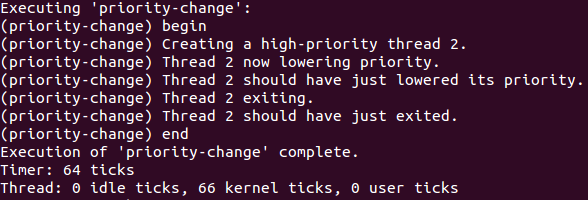 Executing 'priority-change':
(priority-change) begin
(priority-change) Creating a high-priority thread 2.
(priority-change) Thread 2 now lowering priority.
(priority-change) Thread 2 should have just lowered its priority.
(priority-change) Thread 2 exiting.
(priority-change) Thread 2 should have just exited.
(priority-change) end
Execution of 'priority-change' complete.
Timer: 64 ticks
Thread: 0 idle ticks, 66 kernel ticks, 0 user ticks